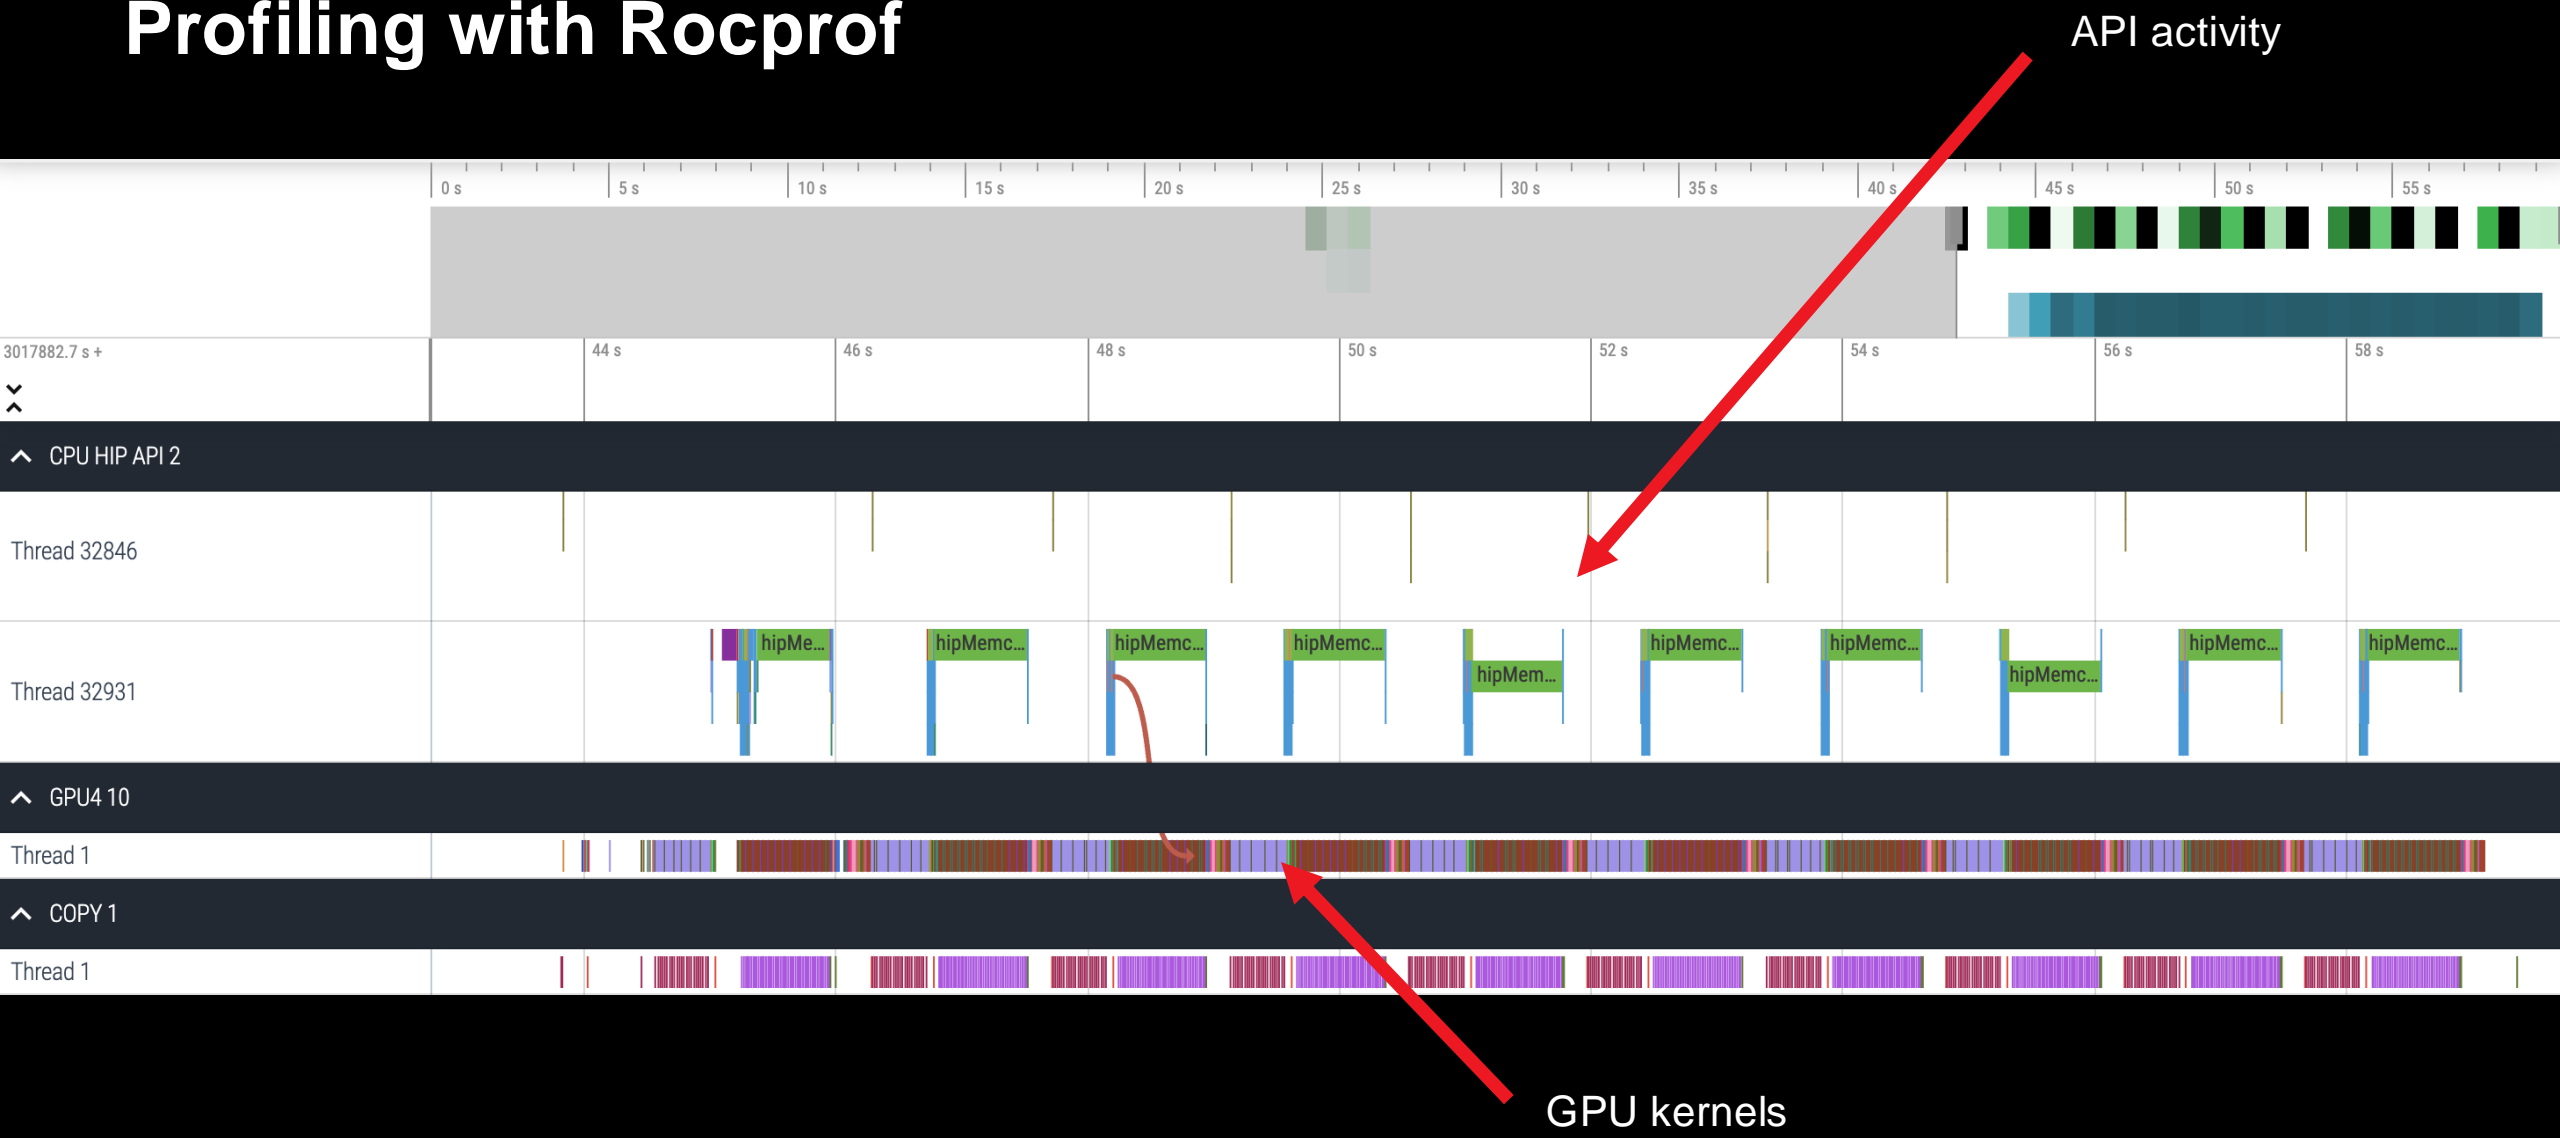 Profiling with Rocprof
API activity
0 s 5 s 10 s 15 s 20 s 25 s 30 s 35 s 40 s 45 s 50 s 55 s
3017882.7 s + 44 s 46 s 48 s 50 s 52 s 54 s 56 s 58 s
CPU HIP API 2
Thread 32846
hipMe... hipMemc... hipMemc... hipMemc... hipMemc... hipMemc... hipMemc... hipMemc...
hipMem... hipMemc...
Thread 32931
GPU4 10
Thread 1
COPY 1
Thread 1
GPU kernels